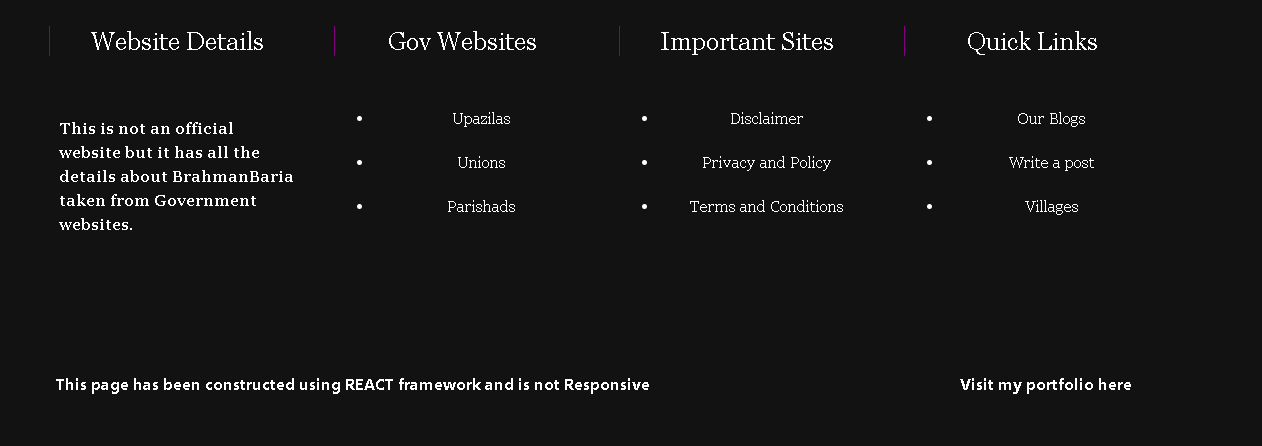 Website Details
Gov Websites
Important Sites
Quick Links
This is not an official
website but it has all the
details about BrahmanBaria
taken from Government
websites.
Upazilas
Unions
Parishads
Disclaimer
Privacy and Policy
Terms and Conditions
Our Blogs
Write a post
Villages
This page has been constructed using REACT framework and is not Responsive
Visit my portfolio here